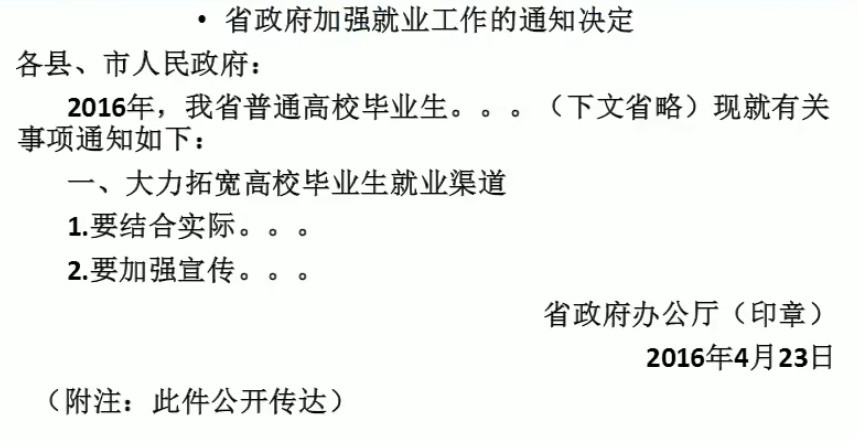 • 省政府加强就业工作的通知决定
各县、市人民政府：
2016年，我省普通高校毕业生。。。（下文省略）现就有关
事项通知如下：
一、大力拓宽高校毕业生就业渠道
1.要结合实际。。。
2.要加强宣传。。。
省政府办公厅（印章）
2016年4月23日
（附注：此件公开传达）